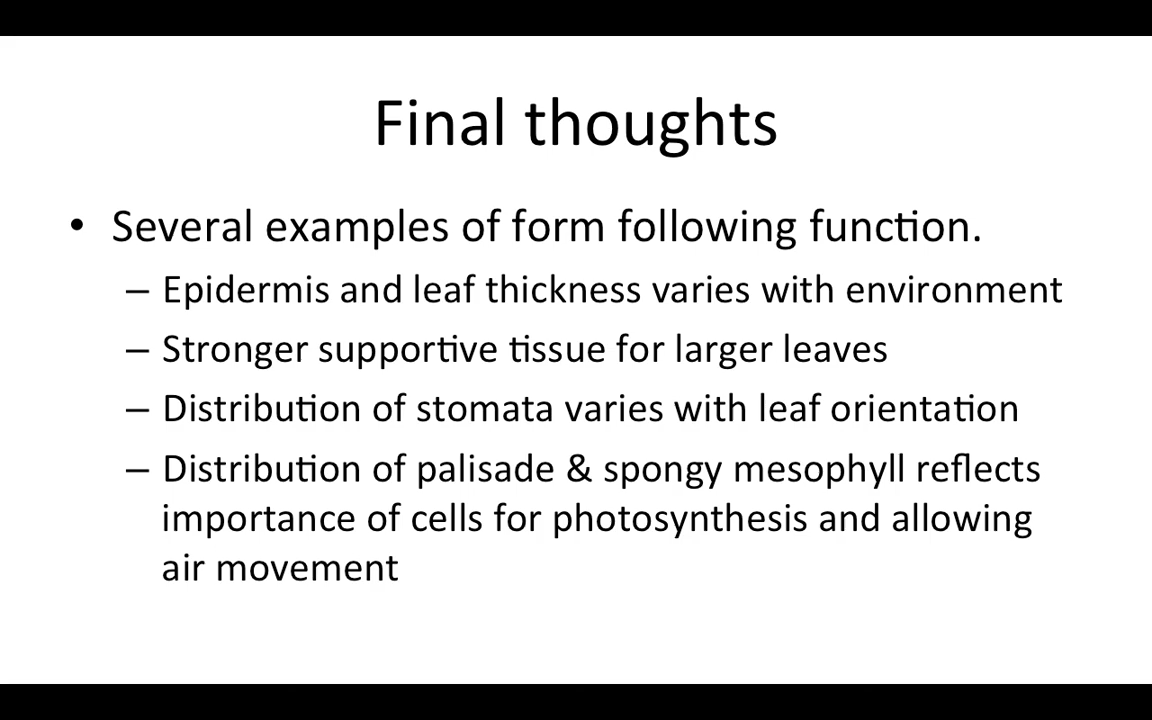 Final thoughts
• Several examples of form following function.
– Epidermis and leaf thickness varies with environment
– Stronger supportive tissue for larger leaves
– Distribution of stomata varies with leaf orientation
– Distribution of palisade & spongy mesophyll reflects
importance of cells for photosynthesis and allowing
air movement